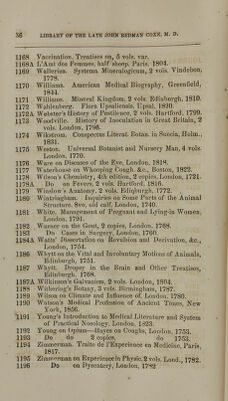 36 LIBRARY OF THE LATE JOHN REDMAN COXE, M. D.
1168 Vaccination. Treatises on, 5 vols. var.
1168A L'Ami des Femmes, half sheep, Paris, 1804.
1169 Wallerius. Systema Mineralogicum, 2 vols. Vindebon,
1778.
1170 Williams. American Medical Biography, Greenfield,
1844.
1171 Williams. Mineral Kingdom, 2 vols. Edinburgh, 1810.
1172 Wahlenberg. Flora Upsaliensis, Upsal, 1820.
1172A Webster's History of Pestilence, 2 vols. Hartford, 1799.
1173 Woodville. History of Inoculation in Great Britain, 2
vols. London, 1796.
1174 Wikstrom. Conspectus Literat. Botan. in Suecia, Holm.,
1831.
1175 Weston. Universal Botanist and Nursery Man, 4 vols.
London. 1770.
1176 Ware on Diseases of the Eye, London, 1818.
1177 Waterhouse on Whooping Cough, &c., Boston, 1822.
1178 Wilson's Chemistry, 4th edition, 2 copies, London, 1721.
1178A Do on Fevers, 2 vols. Hartford, 1816.
1179 Window's Anatomy, 2 vols. Edinburgh, 1772.
1180 Wintringham. Inquiries on Some Parts of the Animal
Structure, 8vo, old calf, London, 1740.
1181 White. Management of Pregnant and Lying-in Women,
London, 1791.
1182 Warner on the Gout, 2 copies, London, 1768.
1183 Do Cases in Surgery, London, 1760.
1184A Watts' Dissertation on Revulsion and Derivation, &c.,
London, 1754.
1186 Whytt on the Vital and Involuntary Motions of Animals,
Edinburgh, 1751.
1187 Whytt. Dropsy in the Brain and Other Treatises,
Edinburgh, 1768.
1187A Wilkinson's Galvanism, 2 vols. London, 1804.
1188 Withering's Botany, 3 vols. Birmingham, 1787.
1189 Wilson on Climate and Influence of, London, 1780.
1190 Watson's Medical Profession of Ancient Times, New
York, 1856.
1191 Young's Introduction to Medical Literature and System
of Practical Nosology, London, 1823.
1192 Young on Opium—Hayes on Coughs, London, 1753.
1193 Do do 2 copies, do 1753.
1194 Zimmerman. Traite de l'Experience en Medicine, Paris,
1817.
1195 Zimmerman on Experience in Physic, 2 vols. Lond., 1782.
1196 Do on Dysentery, London, 1782